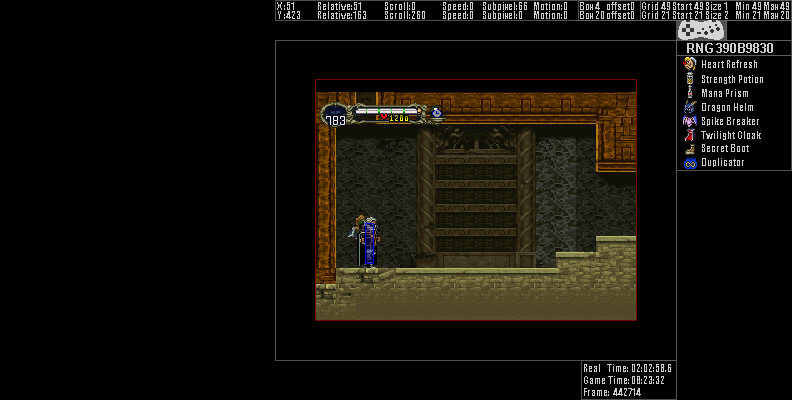 X:51 Relative:51 Scroll:0 Speed:0 Subpixel:66 Motion:0 Box 4 offset0 Grid 49 Start 49 Size 1 Min 49 Max 49
Y:423 Relative:163 Scroll:260 Speed:0 Subpixel:0 Motion:0 Box 20 offset0 Grid 21 Start 21 Size 2 Min 21 Max 20
RNG 390B9830
Heart Refresh
Strength Potion
Mana Prism
Dragon Helm
Spike Breaker
Twilight Cloak
Secret Boot
Duplicator
783
1280
Real Time: 02:02:58.6
Game Time: 08:23:32
Frame: 442714